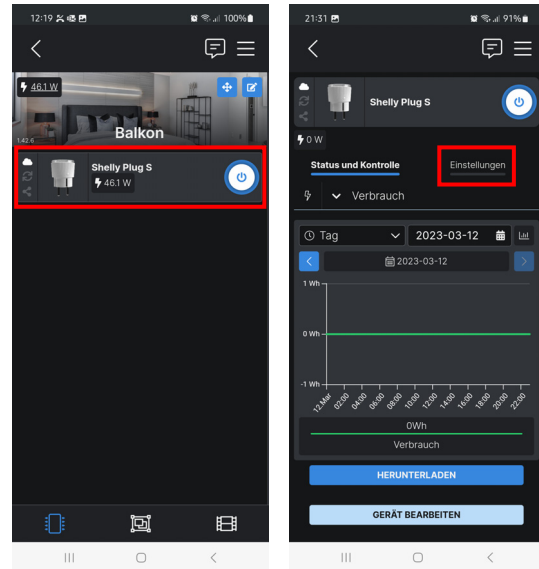 12:19
100%
46.1 W
1.42.6
Balkon
Shelly Plug S
46.1 W
21:31
91%
Shelly Plug S
0 W
Status und Kontrolle
Einstellungen
Verbrauch
Tag
2023-03-12
2023-03-12
1 Wh
0 Wh
-1 Wh
12.Mar 02:00 04:00 06:00 08:00 10:00 12:00 14:00 16:00 18:00 20:00 22:00
0Wh
Verbrauch
HERUNTERLADEN
GERÄT BEARBEITEN